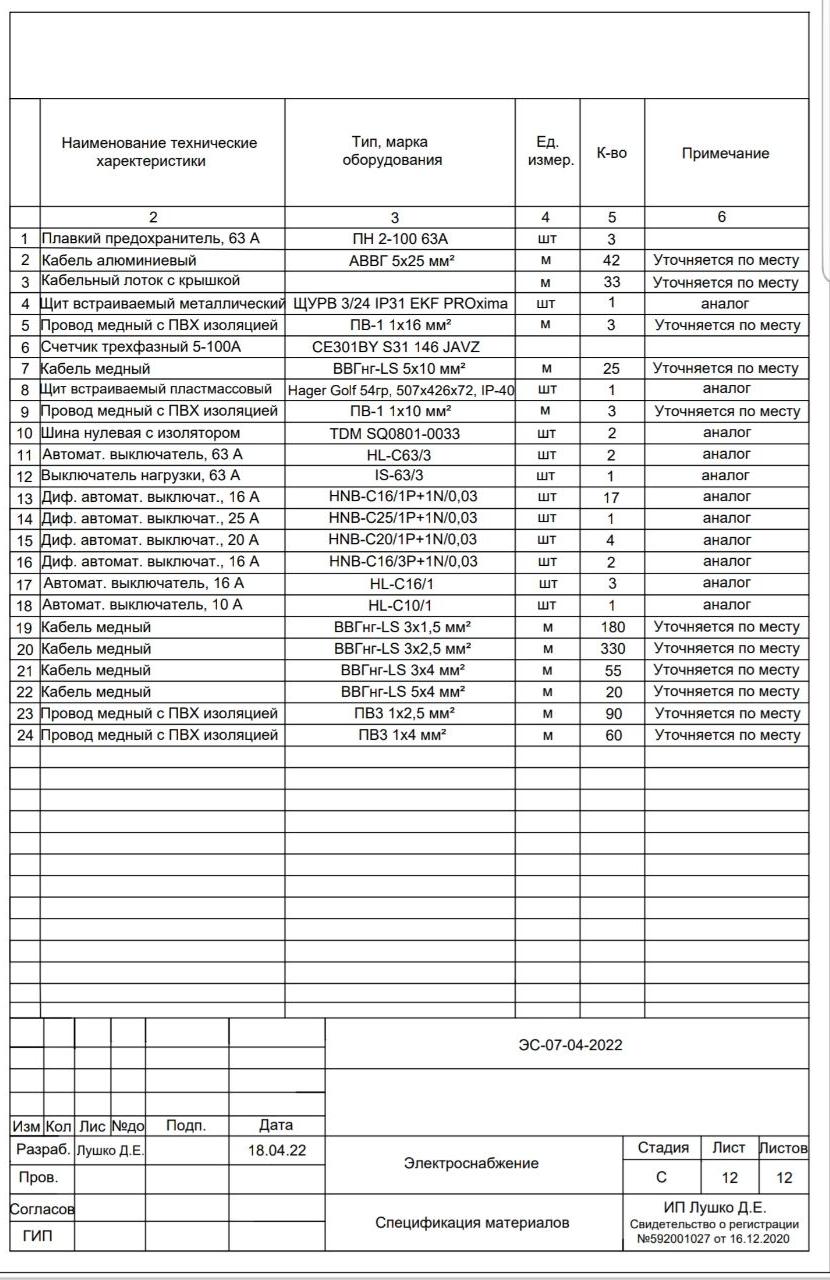 Наименование технические
харектеристики
Тип, марка
оборудования
Ед.
измер.
К-во
Примечание
2 3 4 5 6
1 Плавкий предохранитель, 63 А ПН 2-100 63А шт 3
2 Кабель алюминиевый АВВГ 5х25 мм² м 42 Уточняется по месту
3 Кабельный лоток с крышкой м 33 Уточняется по месту
4 Щит встраиваемый металлический ЩУРВ 3/24 IP31 EKF PROxima шт 1 аналог
5 Провод медный с ПВХ изоляцией ПВ-1 1х16 мм² м 3 Уточняется по месту
6 Счетчик трехфазный 5-100А CE301BY S31 146 JAVZ
7 Кабель медный ВВГнг-LS 5х10 мм² м 25 Уточняется по месту
8 Щит встраиваемый пластмассовый Hager Golf 54гр, 507х426х72, IP-40 шт 1 аналог
9 Провод медный с ПВХ изоляцией ПВ-1 1х10 мм² м 3 Уточняется по месту
10 Шина нулевая с изолятором TDM SQ0801-0033 шт 2 аналог
11 Автомат. выключатель, 63 А HL-C63/3 шт 2 аналог
12 Выключатель нагрузки, 63 А IS-63/3 шт 1 аналог
13 Диф. автомат. выключат., 16 А HNB-C16/1P+1N/0,03 шт 17 аналог
14 Диф. автомат. выключат., 25 А HNB-C25/1P+1N/0,03 шт 1 аналог
15 Диф. автомат. выключат., 20 А HNB-C20/1P+1N/0,03 шт 4 аналог
16 Диф. автомат. выключат., 16 А HNB-C16/3P+1N/0,03 шт 2 аналог
17 Автомат. выключатель, 16 А HL-C16/1 шт 3 аналог
18 Автомат. выключатель, 10 А HL-C10/1 шт 1 аналог
19 Кабель медный ВВГнг-LS 3х1,5 мм² м 180 Уточняется по месту
20 Кабель медный ВВГнг-LS 3х2,5 мм² м 330 Уточняется по месту
21 Кабель медный ВВГнг-LS 3х4 мм² м 55 Уточняется по месту
22 Кабель медный ВВГнг-LS 5х4 мм² м 20 Уточняется по месту
23 Провод медный с ПВХ изоляцией ПВ3 1х2,5 мм² м 90 Уточняется по месту
24 Провод медный с ПВХ изоляцией ПВ3 1х4 мм² м 60 Уточняется по месту
ЭС-07-04-2022
Изм Кол Лис №до Подп. Дата
Разраб. Лушко Д.Е. 18.04.22
Пров.
Согласов
ГИП
Электроснабжение
Стадия Лист Листов
С 12 12
Спецификация материалов
ИП Лушко Д.Е.
Свидетельство о регистрации
№592001027 от 16.12.2020